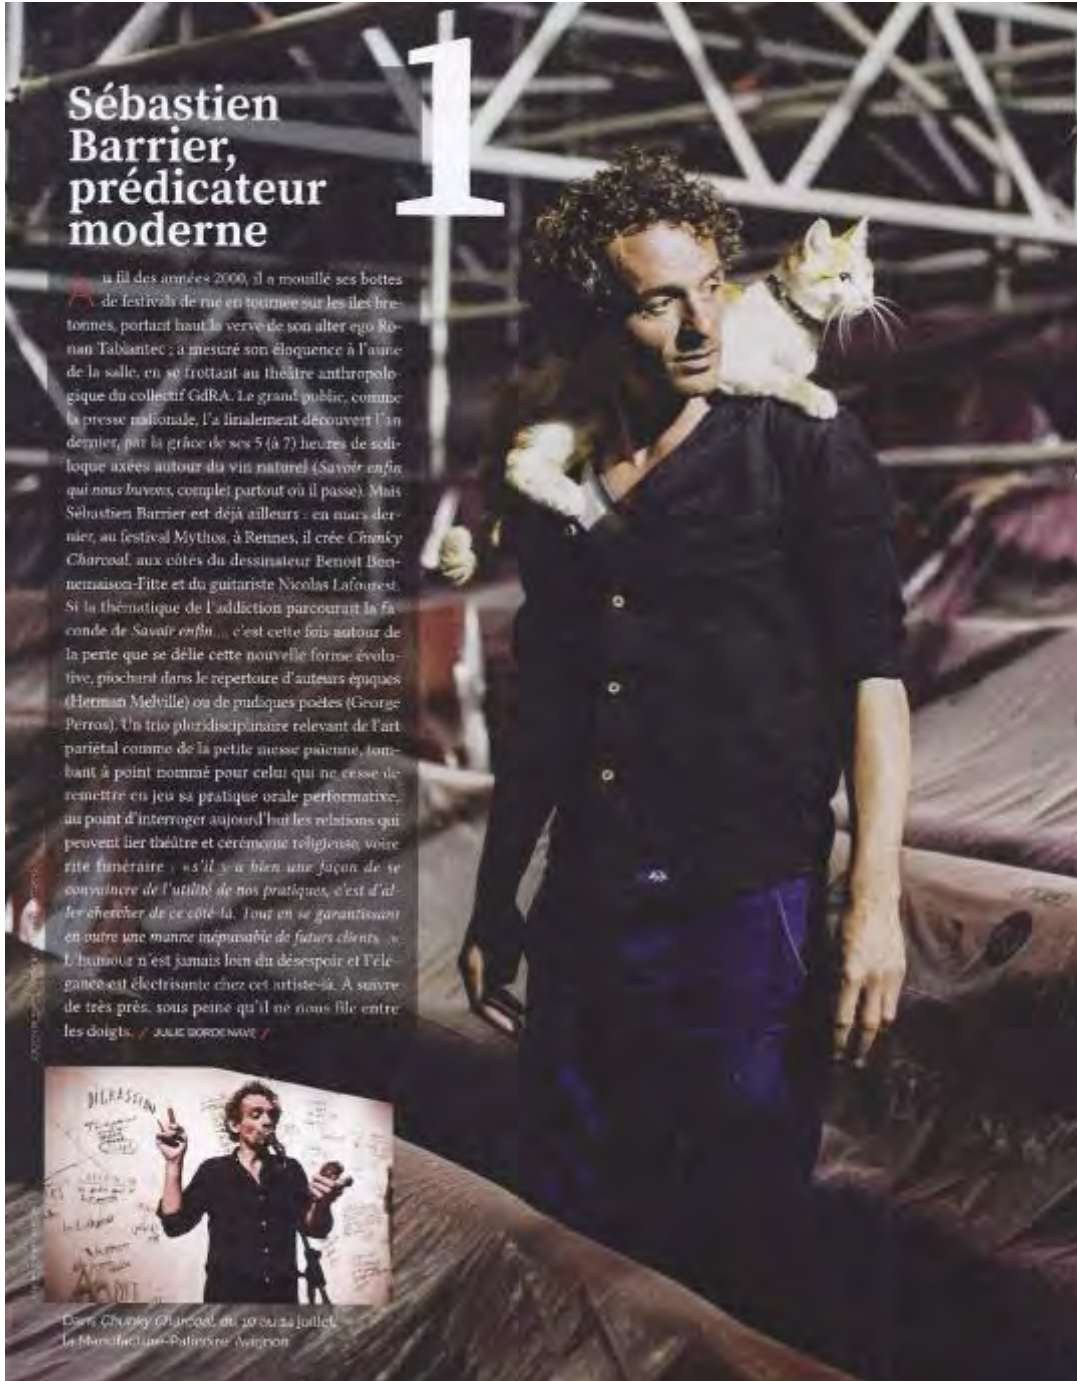 1
Sébastien
Barrier,
prédicateur
moderne
Au fil des années 2000, il a mouillé ses bottes
de festivals de rue en tournée sur les îles bre-
tonnes, portant haut la verve de son alter ego Ro-
nan Tablantec ; a mesuré son éloquence à l'aune
de la salle, en se frottant au théâtre anthropolo-
gique du collectif GdRA. Le grand public, comme
la presse nationale, l'a finalement découvert l'an
dernier, par la grâce de ses 5 (à 7) heures de soli-
loque axées autour du vin naturel (Savoir enfin
qui nous buvons, complet partout où il passe). Mais
Sébastien Barrier est déjà ailleurs : en mars der-
nier, au festival Mythos, à Rennes, il crée Chunky
Charcoal, aux côtés du dessinateur Benoît Bon-
nemaison-Fitte et du guitariste Nicolas Lafourest.
Si la thématique de l'addiction parcourait la fa-
conde de Savoir enfin... c'est cette fois autour de
la perte que se délie cette nouvelle forme évolu-
tive, piochant dans le répertoire d'auteurs épiques
(Herman Melville) ou de pudiques poètes (George
Perros). Un trio pluridisciplinaire relevant de l'art
pariétal comme de la petite messe païenne, tom-
bant à point nommé pour celui qui ne cesse de
remettre en jeu sa pratique orale performative,
au point d'interroger aujourd'hui les relations qui
peuvent lier théâtre et cérémonie religieuse, voire
rite funéraire : «s'il y a bien une façon de se
convaincre de l'utilité de nos pratiques, c'est d'al-
ler chercher de ce côté-là. Tout en se garantissant
en outre une manne inépuisable de futurs clients.»
L'humour n'est jamais loin du désespoir et l'élé-
gance est électrisante chez cet artiste-là. À suivre
de très près, sous peine qu'il ne nous file entre
les doigts. / JULIE BORDENAVE /
DIGRESSION
Dans Chunky Charcoal, du 10 au juillet,
la Manufacture-Patinoire Avignon